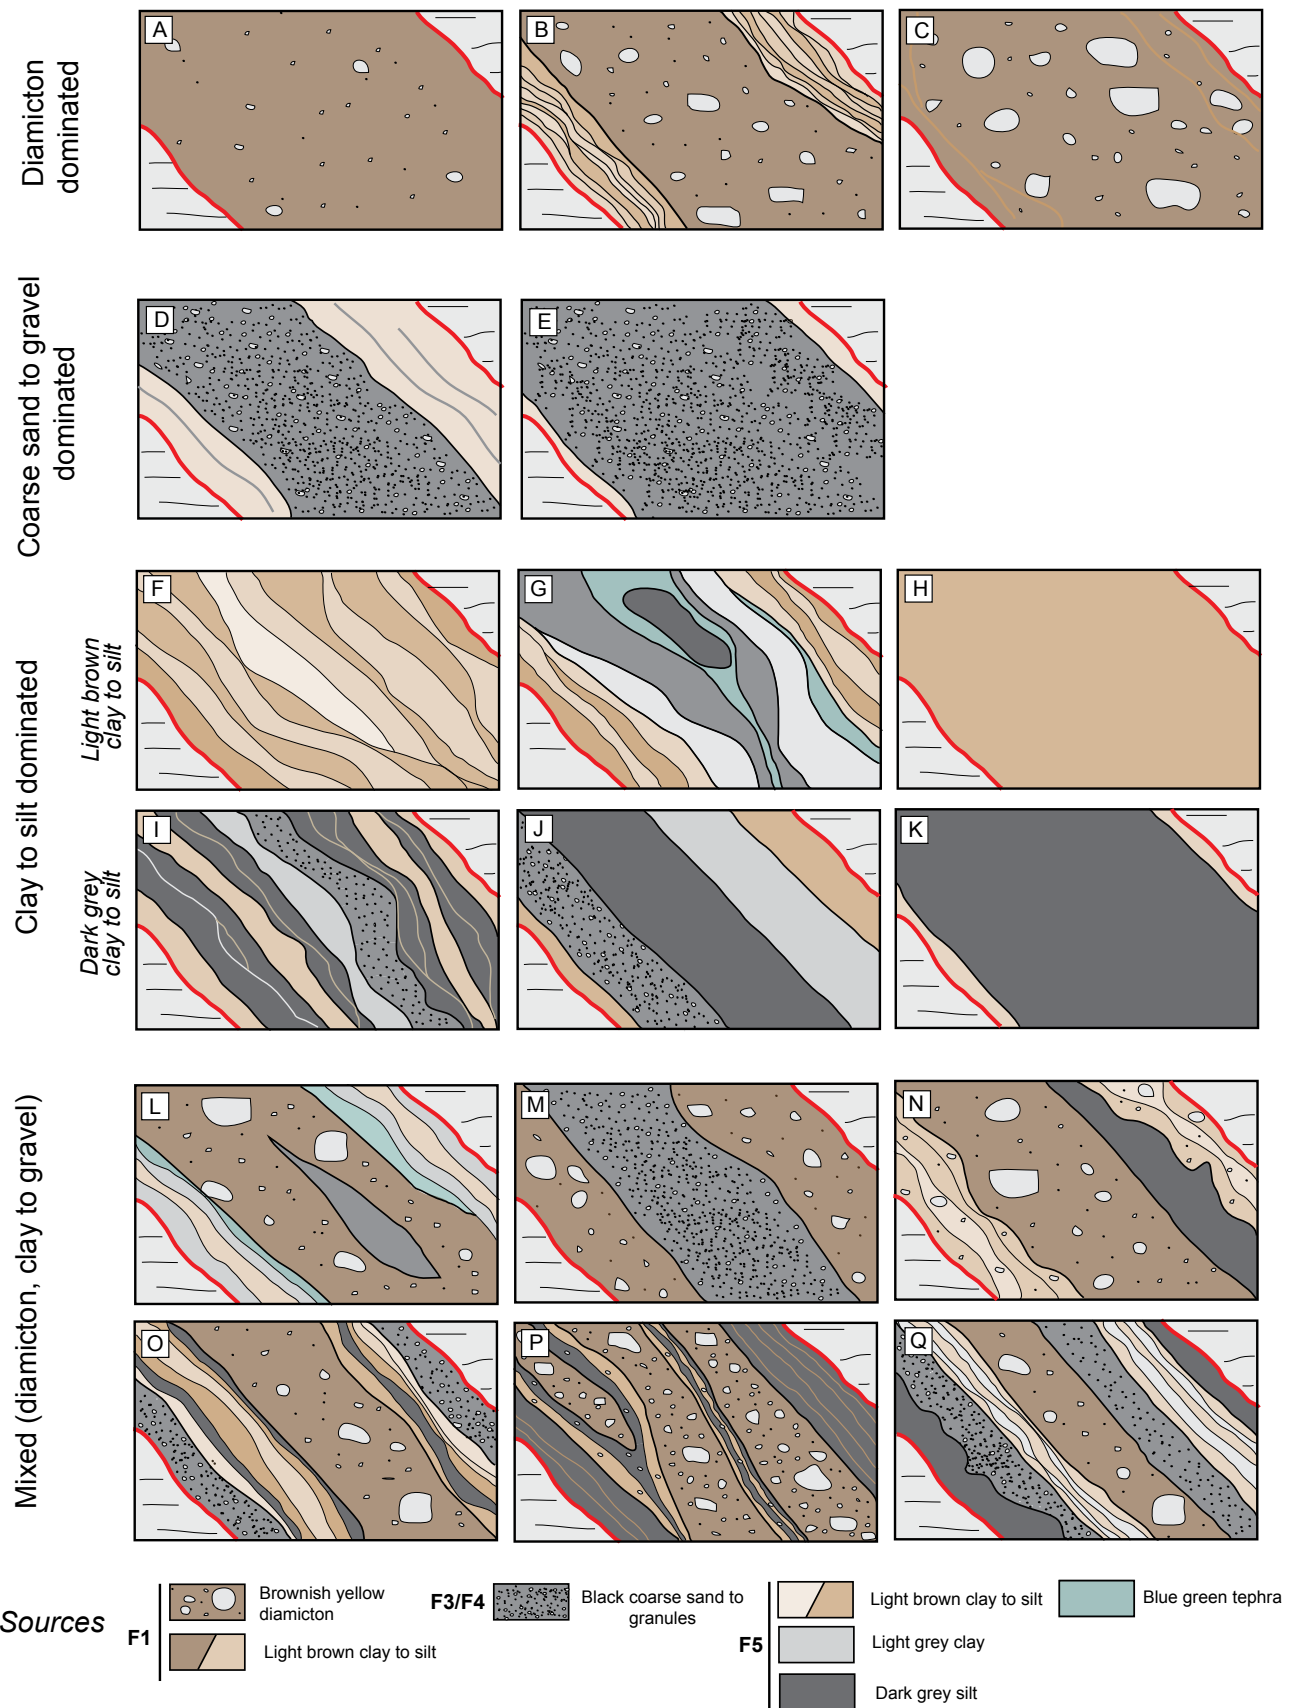 Diamicton
dominated
A
B
C
Coarse sand to gravel
dominated
D
E
Clay to silt dominated
Light brown
clay to silt
F
G
H
Dark grey
clay to silt
I
J
K
Mixed (diamicton, clay to gravel)
L
M
N
O
P
Q
Sources
F1
Brownish yellow
diamicton
Light brown clay to silt
F3/F4
Black coarse sand to
granules
F5
Light brown clay to silt
Light grey clay
Dark grey silt
Blue green tephra